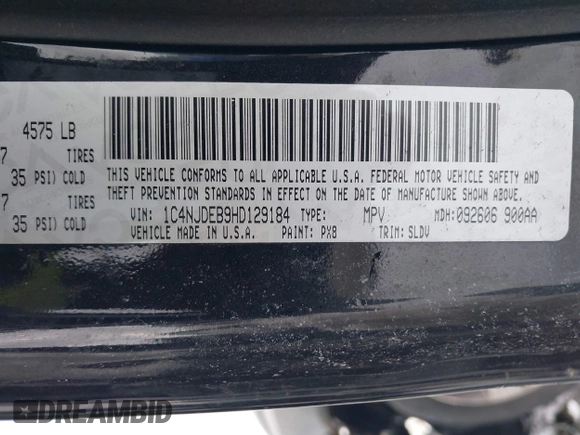 4575 LB
7 TIRES
35 PSI) COLD
7 TIRES
35 PSI) COLD
THIS VEHICLE CONFORMS TO ALL APPLICABLE U.S.A. FEDERAL MOTOR VEHICLE SAFETY AND
THEFT PREVENTION STANDARDS IN EFFECT ON THE DATE OF MANUFACTURE SHOWN ABOVE.
VIN: 1C4NJDEB9HD129184 TYPE: MPV MDH: 092606 900AA
VEHICLE MADE IN U.S.A. PAINT: PX8 TRIM: SLDV
DREAMBID